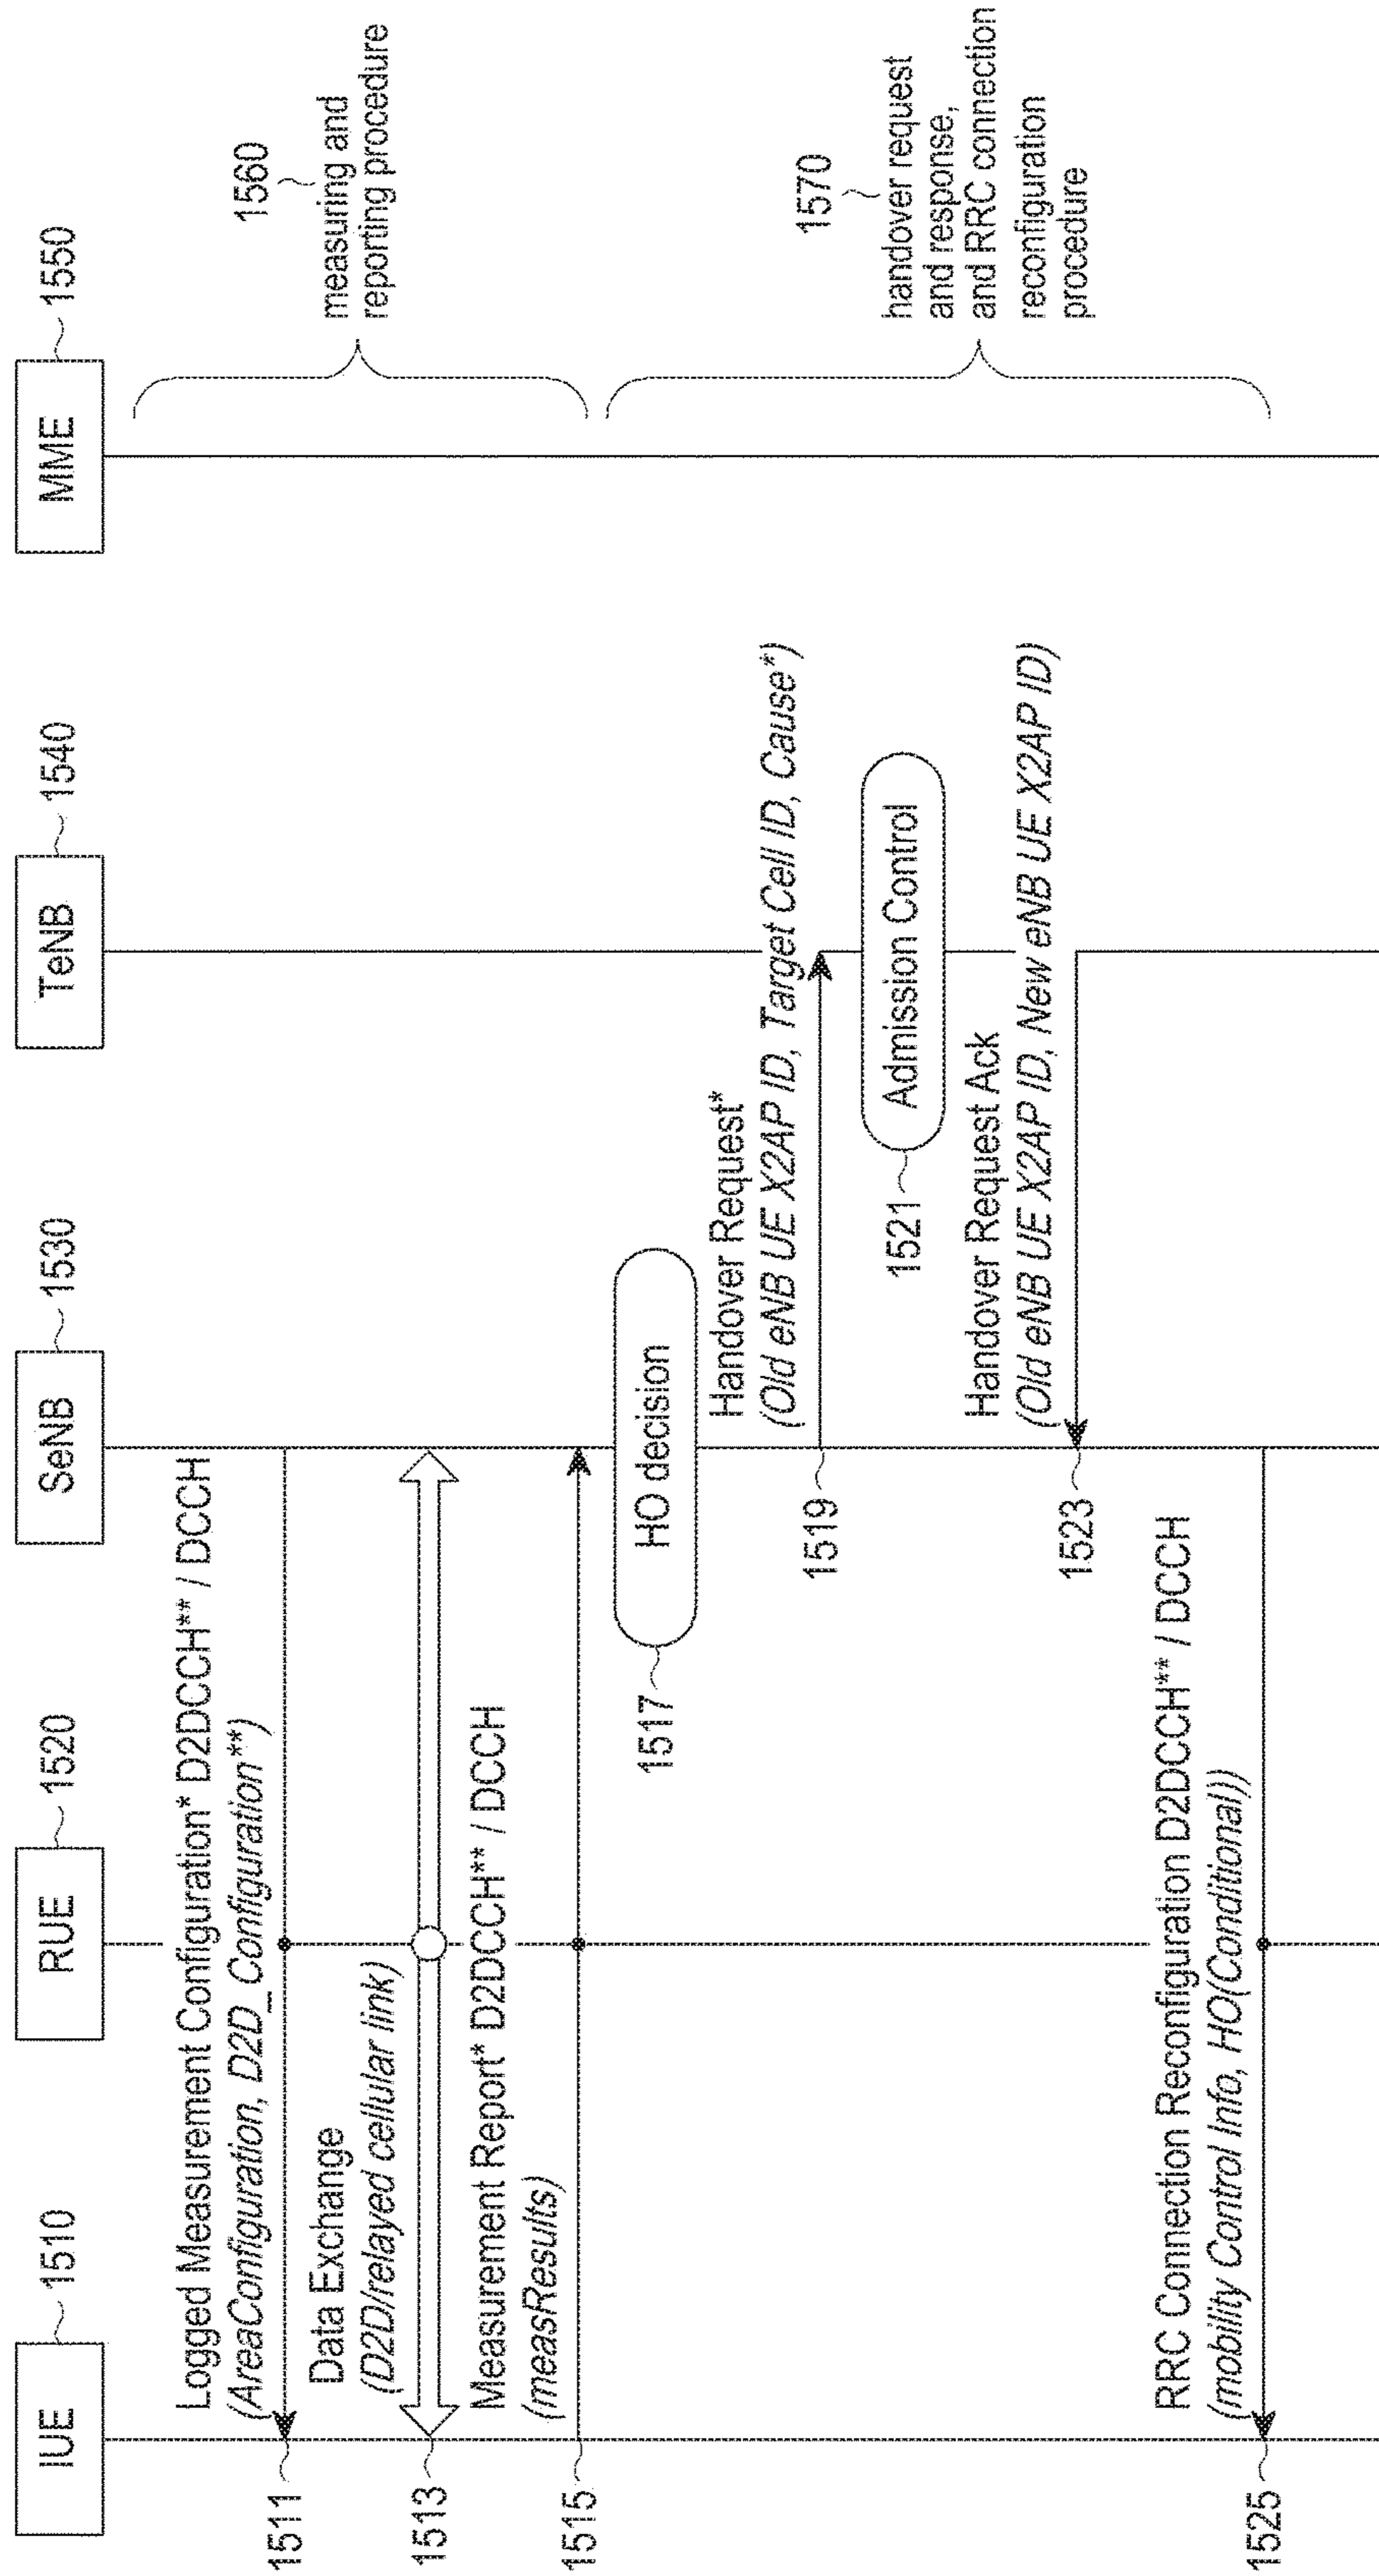 IUE
1510
RUE
1520
SeNB
1530
TeNB
1540
MME
1550
Logged Measurement Configuration* D2DCCH** / DCCH
(AreaConfiguration, D2D_Configuration**)
1511
Data Exchange
(D2D/relayed cellular link)
1513
Measurement Report* D2DCCH** / DCCH
(measResults)
1515
1560
measuring and
reporting procedure
HO decision
1517
Handover Request*
(Old eNB UE X2AP ID, Target Cell ID, Cause*)
1519
Admission Control
1521
Handover Request Ack
(Old eNB UE X2AP ID, New eNB UE X2AP ID)
1523
RRC Connection Reconfiguration D2DCCH** / DCCH
(mobility Control Info, HO(Conditional))
1525
1570
handover request
and response,
and RRC connection
reconfiguration
procedure